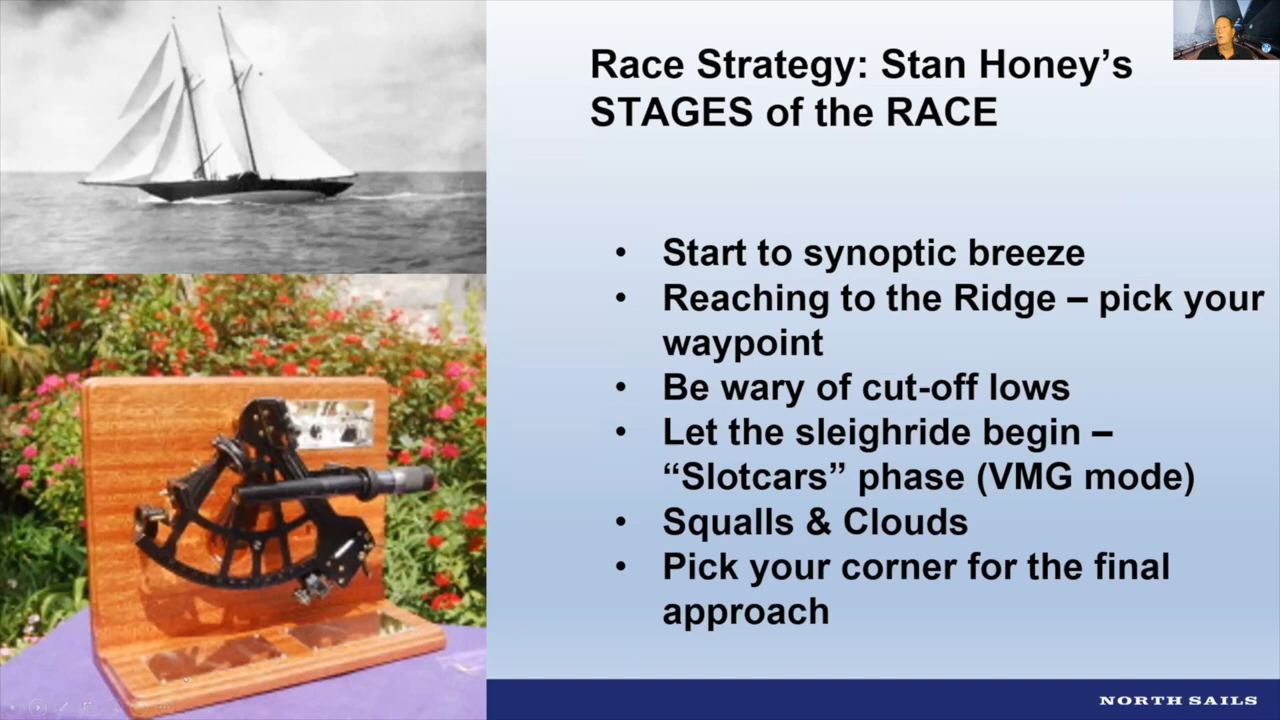 Race Strategy: Stan Honey’s
STAGES of the RACE
• Start to synoptic breeze
• Reaching to the Ridge – pick your
waypoint
• Be wary of cut-off lows
• Let the sleighride begin –
“Slotcars” phase (VMG mode)
• Squalls & Clouds
• Pick your corner for the final
approach
NORTH SAILS